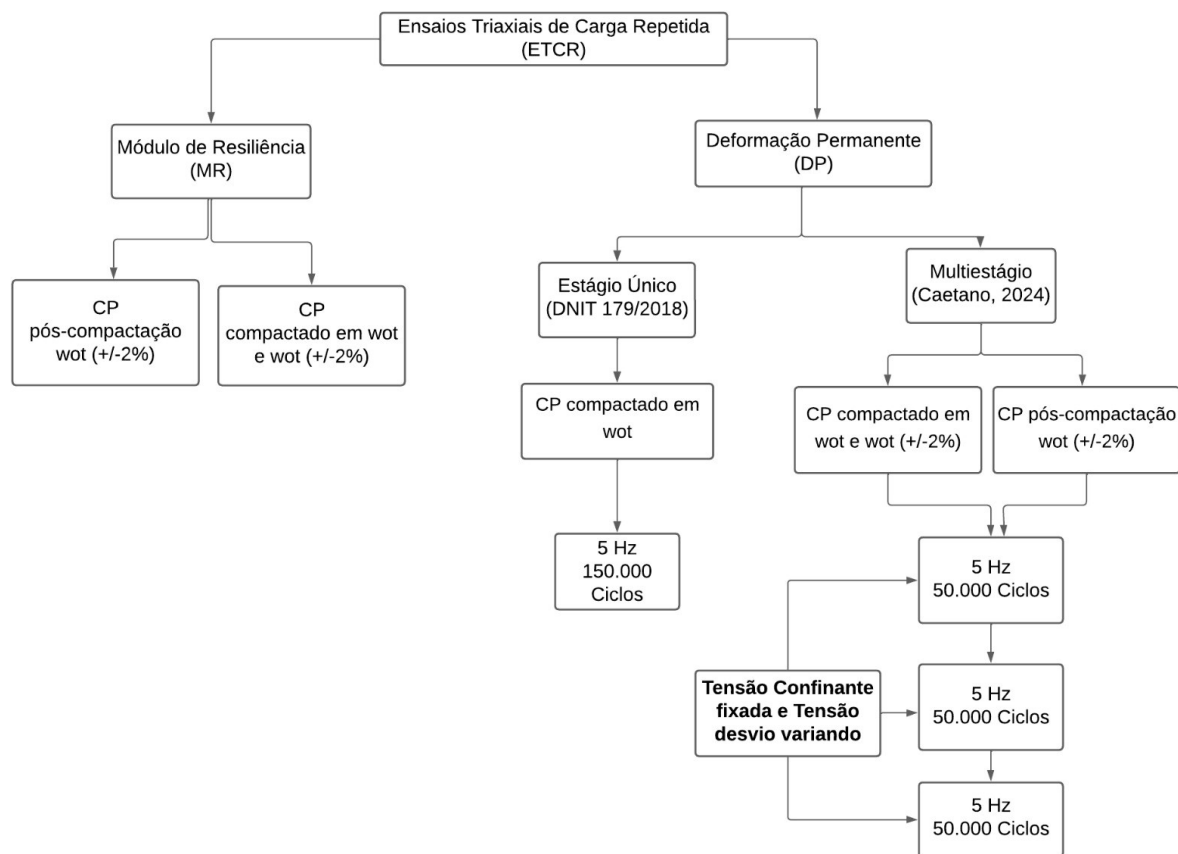 Ensaios Triaxiais de Carga Repetida
(ETCR)
Módulo de Resiliência
(MR)
Deformação Permanente
(DP)
CP
pós-compactação
wot (+/-2%)
CP
compactado em wot
e wot (+/-2%)
Estágio Único
(DNIT 179/2018)
Multiestágio
(Caetano, 2024)
CP compactado em
wot
CP compactado em
wot e wot (+/-2%)
CP pós-compactação
wot (+/-2%)
5 Hz
150.000
Ciclos
5 Hz
50.000 Ciclos
Tensão Confinante
fixada e Tensão
desvio variando
5 Hz
50.000 Ciclos
5 Hz
50.000 Ciclos